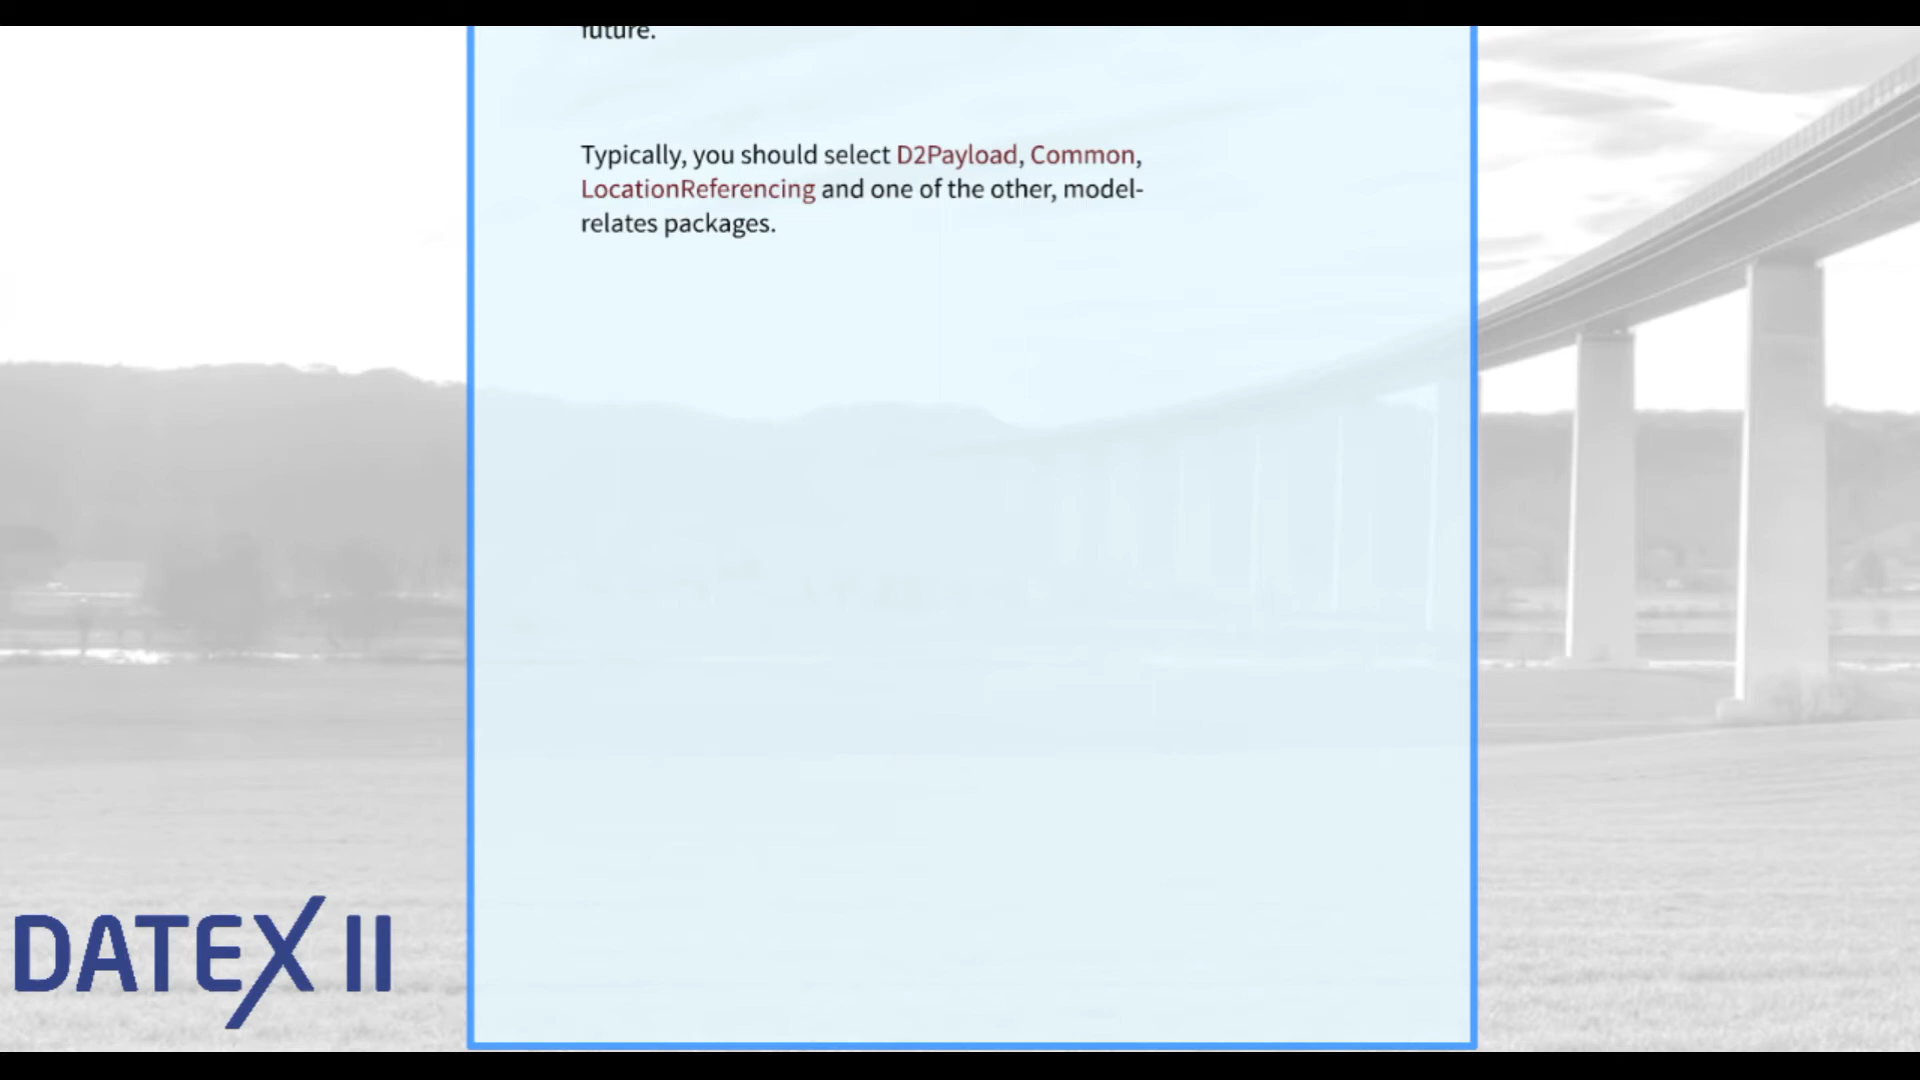 future.
Typically, you should select D2Payload, Common,
LocationReferencing and one of the other, model-
relates packages.
DATEX II